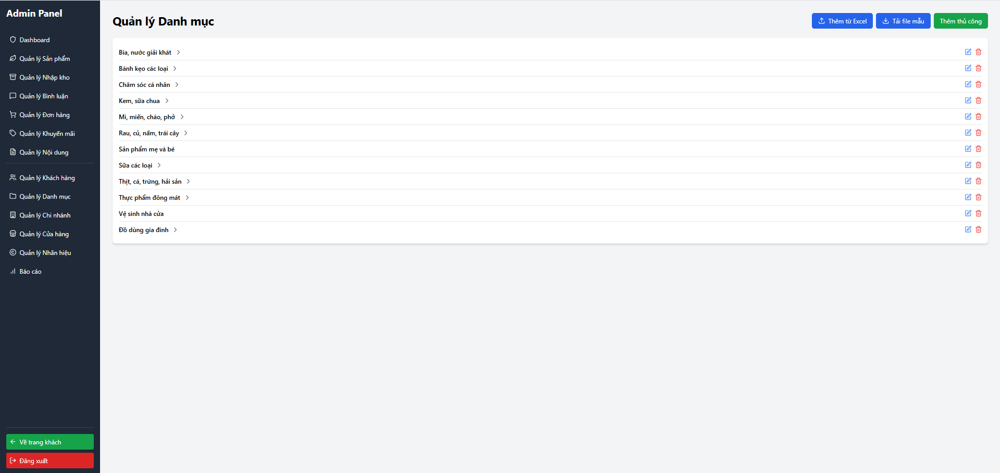 Admin Panel
Dashboard
Quản lý Sản phẩm
Quản lý Nhập kho
Quản lý Bình luận
Quản lý Đơn hàng
Quản lý Khuyến mãi
Quản lý Nội dung
Quản lý Khách hàng
Quản lý Danh mục
Quản lý Chi nhánh
Quản lý Cửa hàng
Quản lý Nhãn hiệu
Báo cáo
Về trang khách
Đăng xuất
Quản lý Danh mục
Thêm từ Excel
Tải file mẫu
Thêm thủ công
Bia, nước giải khát
Bánh kẹo các loại
Chăm sóc cá nhân
Kem, sữa chua
Mì, miến, cháo, phở
Rau, củ, nấm, trái cây
Sản phẩm mẹ và bé
Sữa các loại
Thịt, cá, trứng, hải sản
Thực phẩm đông mát
Vệ sinh nhà cửa
Đồ dùng gia đình